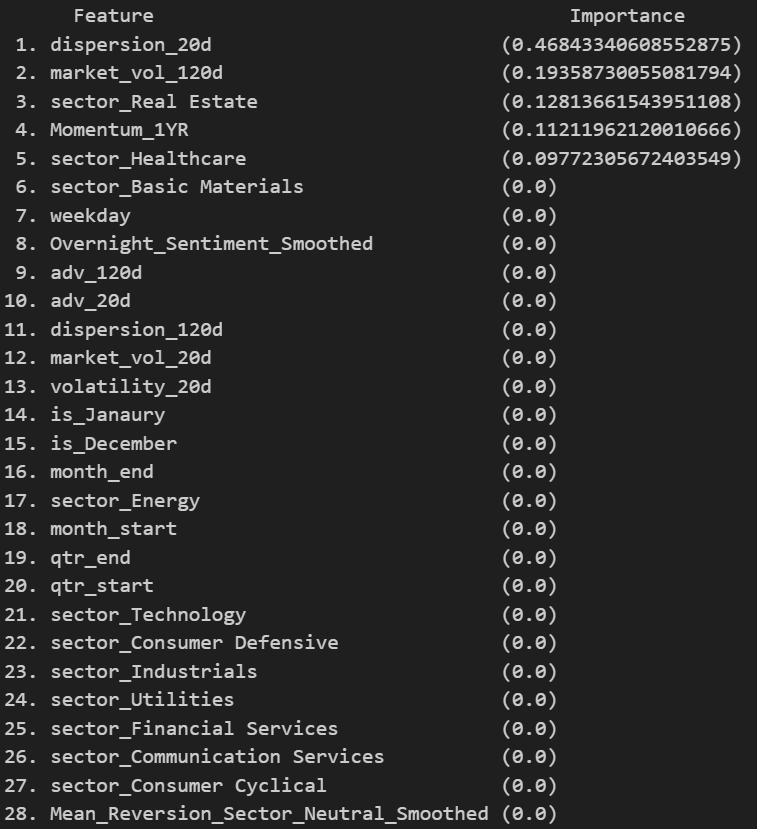 Feature Importance
1. dispersion_20d (0.46843340608552875)
2. market_vol_120d (0.19358730055081794)
3. sector_Real Estate (0.12813661543951108)
4. Momentum_1YR (0.11211962120010666)
5. sector_Healthcare (0.09772305672403549)
6. sector_Basic Materials (0.0)
7. weekday (0.0)
8. Overnight_Sentiment_Smoothed (0.0)
9. adv_120d (0.0)
10. adv_20d (0.0)
11. dispersion_120d (0.0)
12. market_vol_20d (0.0)
13. volatility_20d (0.0)
14. is_Janaury (0.0)
15. is_December (0.0)
16. month_end (0.0)
17. sector_Energy (0.0)
18. month_start (0.0)
19. qtr_end (0.0)
20. qtr_start (0.0)
21. sector_Technology (0.0)
22. sector_Consumer Defensive (0.0)
23. sector_Industrials (0.0)
24. sector_Utilities (0.0)
25. sector_Financial Services (0.0)
26. sector_Communication Services (0.0)
27. sector_Consumer Cyclical (0.0)
28. Mean_Reversion_Sector_Neutral_Smoothed (0.0)